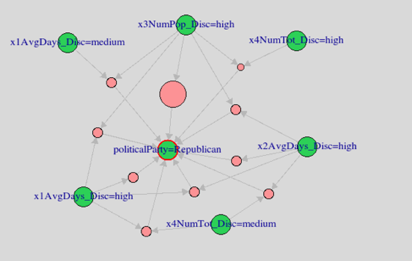 x3NumPop_Disc=high
x1AvgDays_Disc=medium
x4NumTot_Disc=high
politicalParty=Republican
x2AvgDays_Disc=high
x1AvgDays_Disc=high
x4NumTot_Disc=medium